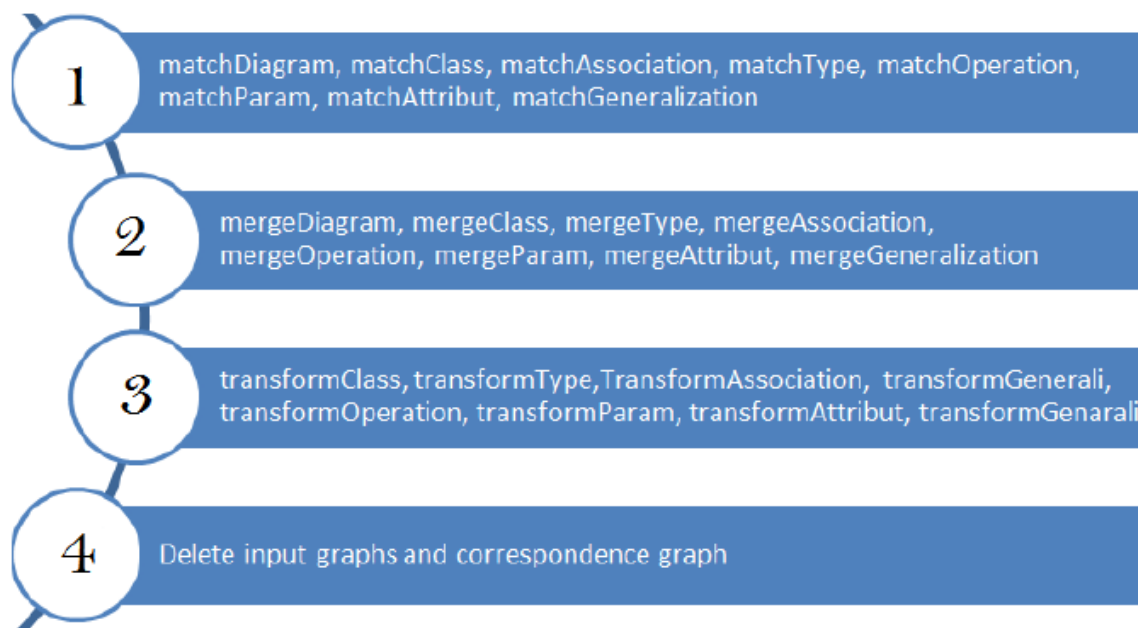 1
matchDiagram, matchClass, matchAssociation, matchType, matchOperation,
matchParam, matchAttribut, matchGeneralization
2
mergeDiagram, mergeClass, mergeType, mergeAssociation,
mergeOperation, mergeParam, mergeAttribut, mergeGeneralization
3
transformClass, transformType,TransformAssociation, transformGenerali,
transformOperation, transformParam, transformAttribut, transformGenarali
4
Delete input graphs and correspondence graph